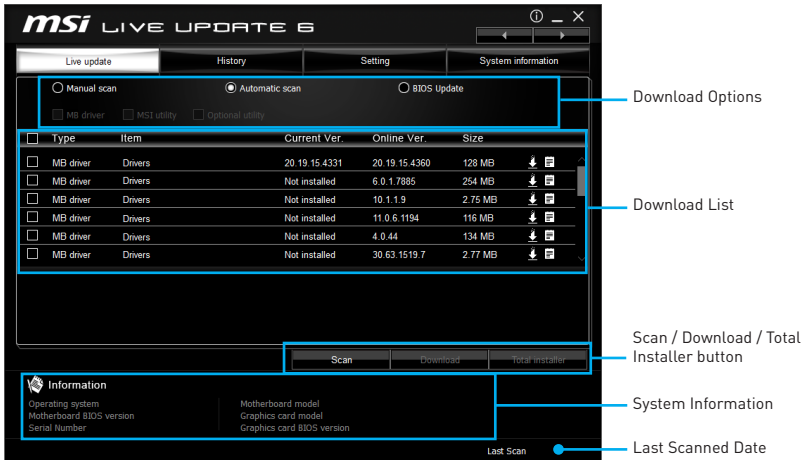 msi LIVE UPDATE 6
Live update
History
Setting
System information
Manual scan
Automatic scan
BIOS Update
MB driver
MSI utility
Optional utility
Download Options
Type Item Current Ver. Online Ver. Size
MB driver Drivers 20.19.15.4331 20.19.15.4360 128 MB
MB driver Drivers Not installed 6.0.1.7885 254 MB
MB driver Drivers Not installed 10.1.1.9 2.75 MB
MB driver Drivers Not installed 11.0.6.1194 116 MB
MB driver Drivers Not installed 4.0.44 134 MB
MB driver Drivers Not installed 30.63.1519.7 2.77 MB
Download List
Scan
Download
Total installer
Scan / Download / Total
Installer button
Information
Operating system
Motherboard BIOS version
Serial Number
Motherboard model
Graphics card model
Graphics card BIOS version
System Information
Last Scan
Last Scanned Date